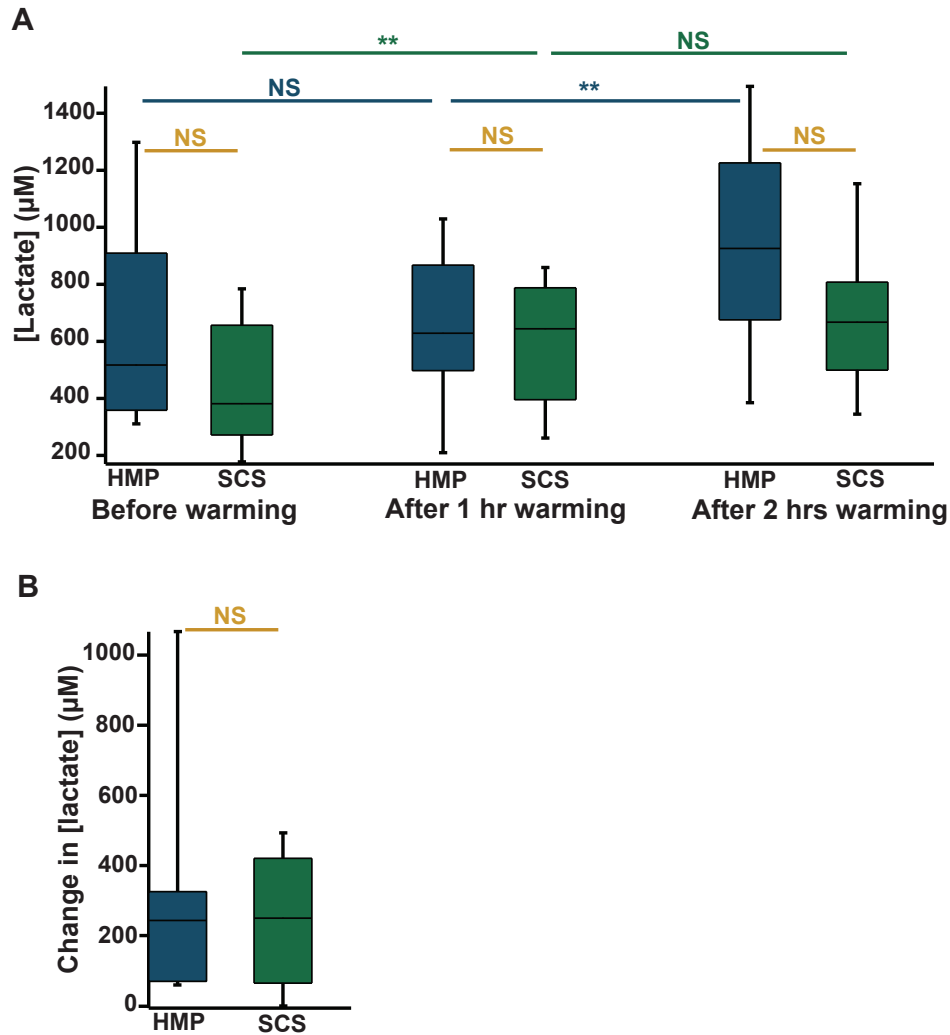 A
**
NS
NS
**
NS
NS
NS
[Lactate] (µM)
1400
1200
1000
800
600
400
200
HMP
SCS
HMP
SCS
HMP
SCS
Before warming
After 1 hr warming
After 2 hrs warming
B
NS
Change in [lactate] (µM)
1000
800
600
400
200
0
HMP
SCS